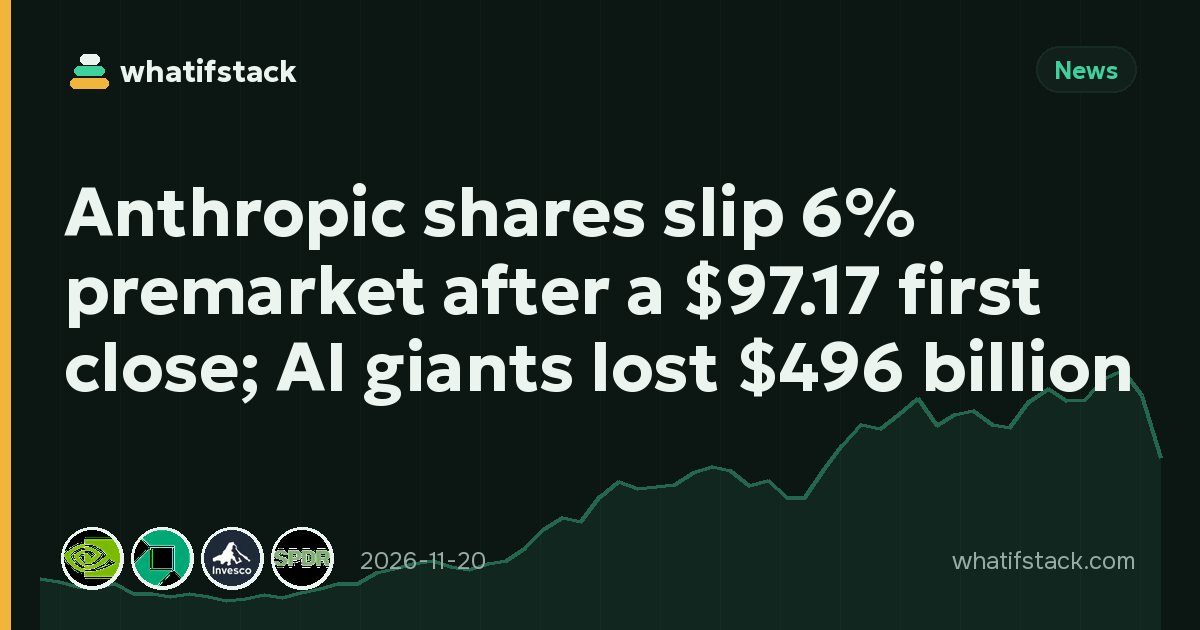 whatifstack
News
Anthropic shares slip 6%
premarket after a $97.17 first
close; AI giants lost $496 billion
Invesco
SPDR
2026-11-20
whatifstack.com